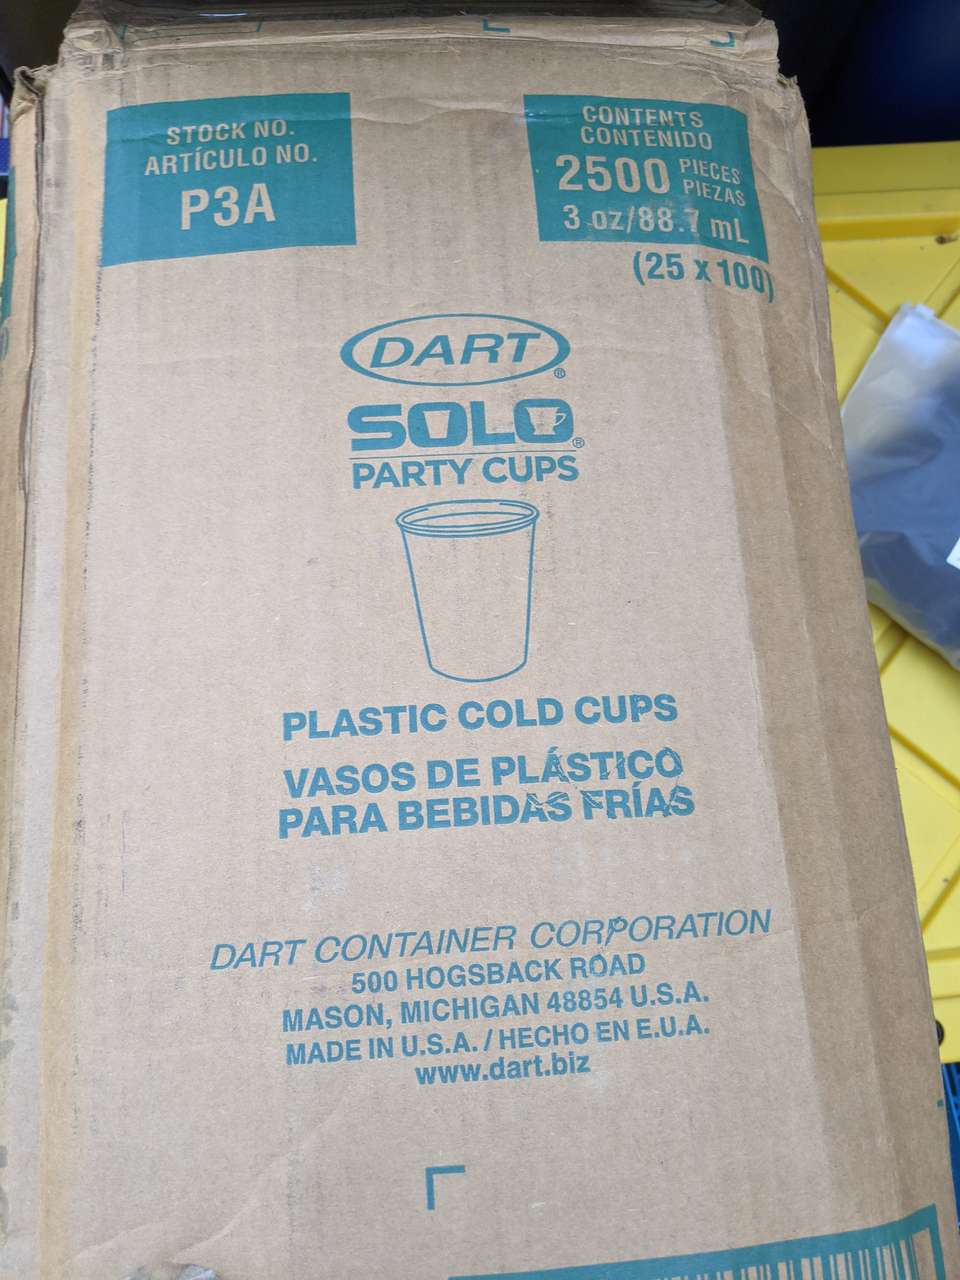 STOCK NO.
ARTÍCULO NO.
P3A
CONTENTS
CONTENIDO
2500 PIECES
PIEZAS
3 oz/88.7 mL
(25 x 100)
DART®
SOLO®
PARTY CUPS
PLASTIC COLD CUPS
VASOS DE PLÁSTICO
PARA BEBIDAS FRÍAS
DART CONTAINER CORPORATION
500 HOGSBACK ROAD
MASON, MICHIGAN 48854 U.S.A.
MADE IN U.S.A. / HECHO EN E.U.A.
www.dart.biz